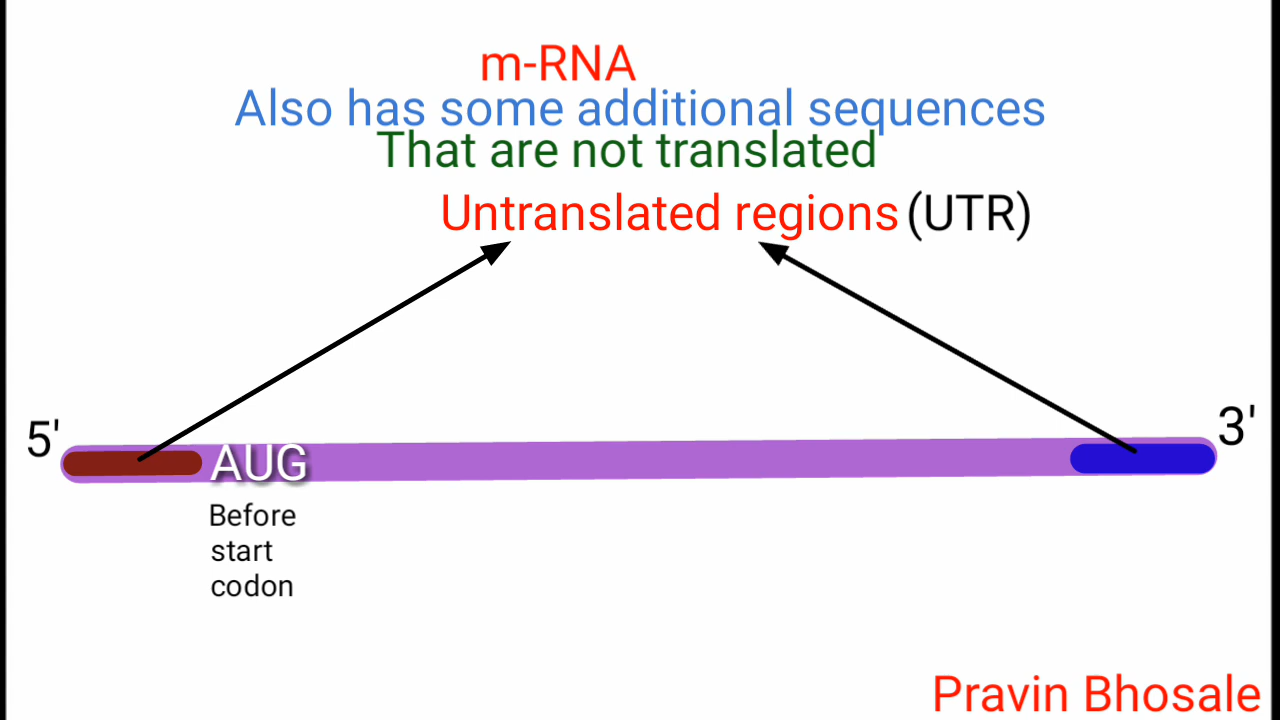 m-RNA
Also has some additional sequences
That are not translated
Untranslated regions (UTR)
5'
3'
AUG
Before
start
codon
Pravin Bhosale